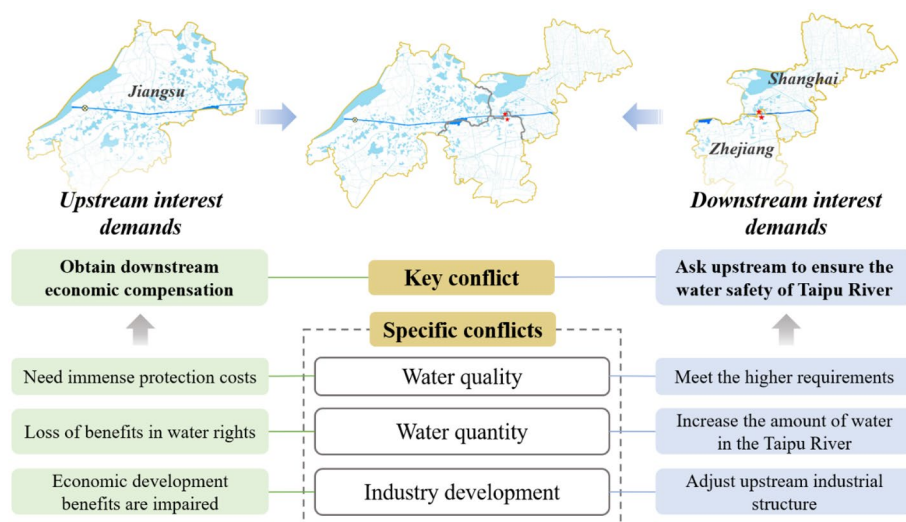 Jiangsu
Shanghai
Zhejiang
Upstream interest
demands
Downstream interest
demands
Obtain downstream
economic compensation
Key conflict
Ask upstream to ensure the
water safety of Taipu River
Specific conflicts
Need immense protection costs
Water quality
Meet the higher requirements
Loss of benefits in water rights
Water quantity
Increase the amount of water
in the Taipu River
Economic development
benefits are impaired
Industry development
Adjust upstream industrial
structure